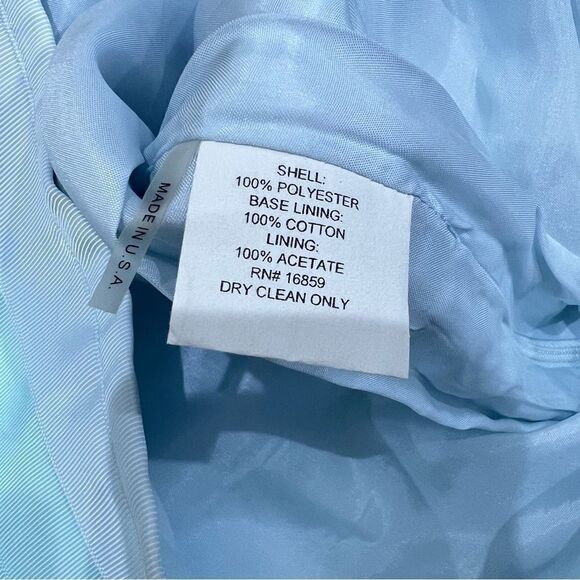 MADE IN U.S.A.
SHELL:
100% POLYESTER
BASE LINING:
100% COTTON
LINING:
100% ACETATE
RN# 16859
DRY CLEAN ONLY